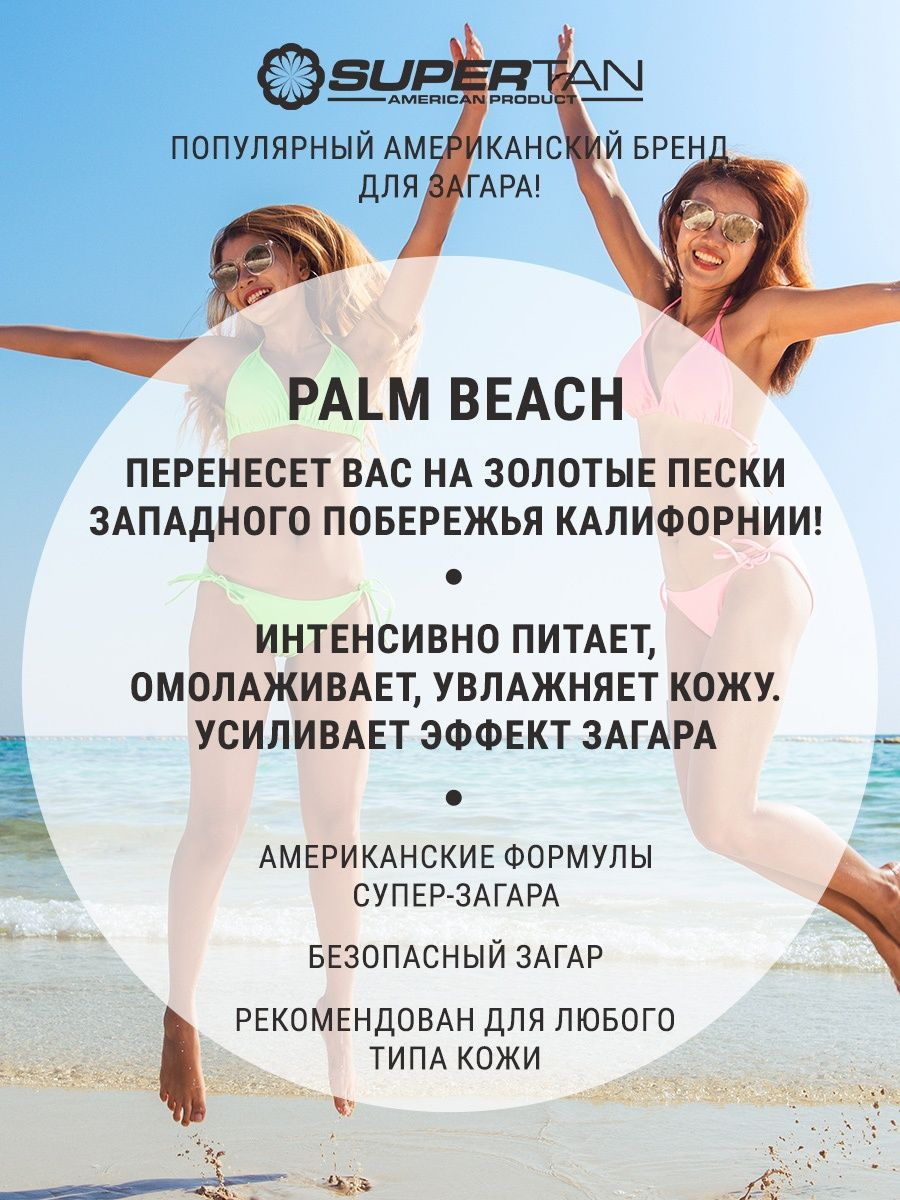 SUPERTAN
AMERICAN PRODUCT
ПОПУЛЯРНЫЙ АМЕРИКАНСКИЙ БРЕНД
ДЛЯ ЗАГАРА!
PALM BEACH
ПЕРЕНЕСЕТ ВАС НА ЗОЛОТЫЕ ПЕСКИ
ЗАПАДНОГО ПОБЕРЕЖЬЯ КАЛИФОРНИИ!
•
ИНТЕНСИВНО ПИТАЕТ,
ОМОЛАЖИВАЕТ, УВЛАЖНЯЕТ КОЖУ.
УСИЛИВАЕТ ЭФФЕКТ ЗАГАРА
•
АМЕРИКАНСКИЕ ФОРМУЛЫ
СУПЕР-ЗАГАРА
БЕЗОПАСНЫЙ ЗАГАР
РЕКОМЕНДОВАН ДЛЯ ЛЮБОГО
ТИПА КОЖИ